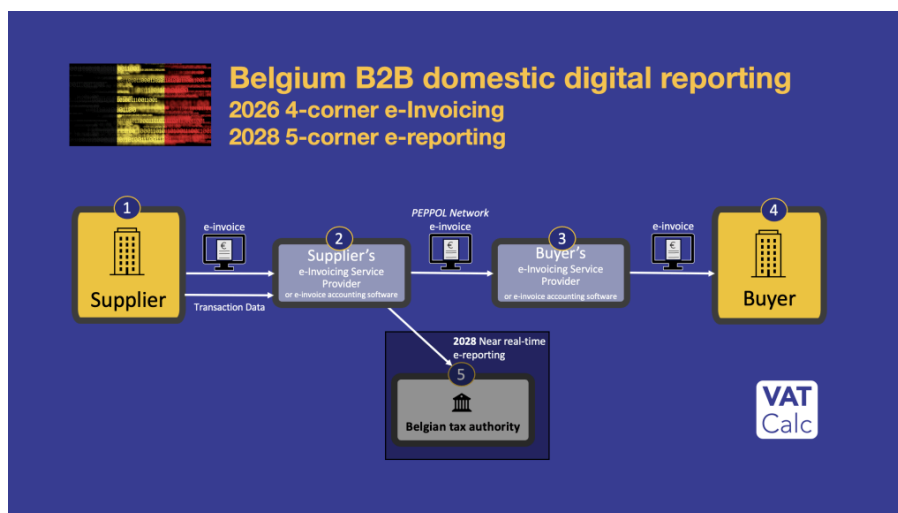 Belgium B2B domestic digital reporting
2026 4-corner e-Invoicing
2028 5-corner e-reporting
1
Supplier
e-invoice
Transaction Data
2
Supplier's
e-Invoicing Service
Provider
or e-invoice accounting software
PEPPOL Network
e-invoice
3
Buyer's
e-Invoicing Service
Provider
or e-invoice accounting software
e-invoice
4
Buyer
2028 Near real-time
e-reporting
5
Belgian tax authority
VAT
Calc